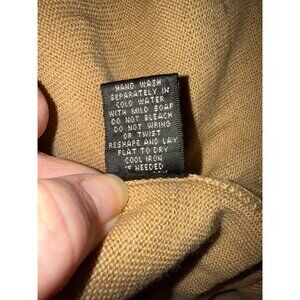 HAND WASH
SEPARATELY IN
COLD WATER
WITH MILD SOAP
DO NOT BLEACH
DO NOT WRING
OR TWIST
RESHAPE AND LAY
FLAT TO DRY
COOL IRON
IF NEEDED